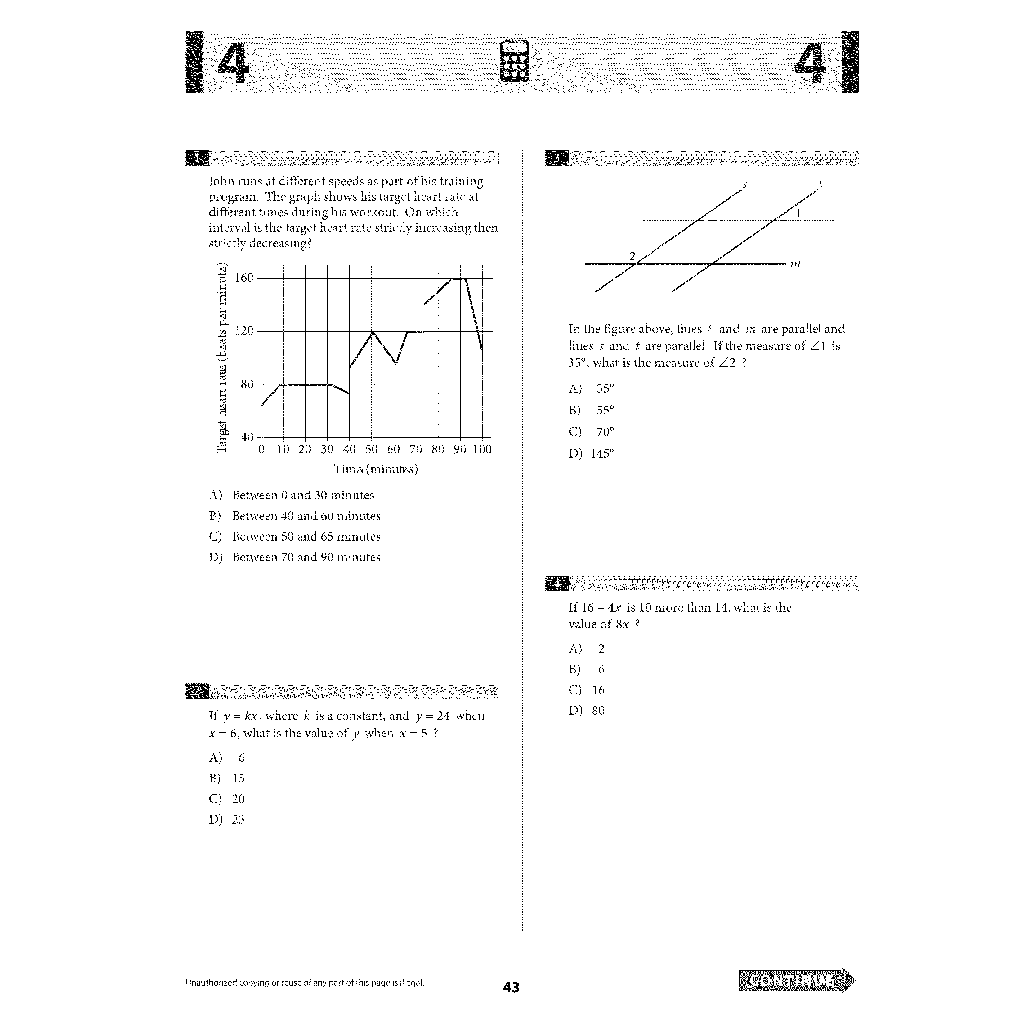 4
4
1
John runs at different speeds as part of his training
program. The graph shows his target heart rate at
different times during his workout. On which
interval is the target heart rate strictly increasing then
strictly decreasing?
Target heart rate (beats per minute)
160
120
80
40
0 10 20 30 40 50 60 70 80 90 100
Time (minutes)
A) Between 0 and 30 minutes
B) Between 40 and 60 minutes
C) Between 50 and 65 minutes
D) Between 70 and 90 minutes
2
If y = kx, where k is a constant, and y = 24 when
x = 6, what is the value of y when x = 5 ?
A) 6
B) 15
C) 20
D) 23
3
s
t
1
2
m
In the figure above, lines ℓ and m are parallel and
lines s and t are parallel. If the measure of ∠1 is
35°, what is the measure of ∠2 ?
A) 35°
B) 55°
C) 70°
D) 145°
4
If 16 + 4x is 10 more than 14, what is the
value of 8x ?
A) 2
B) 6
C) 16
D) 80
Unauthorized copying or reuse of any part of this page is illegal.
43
CONTINUE